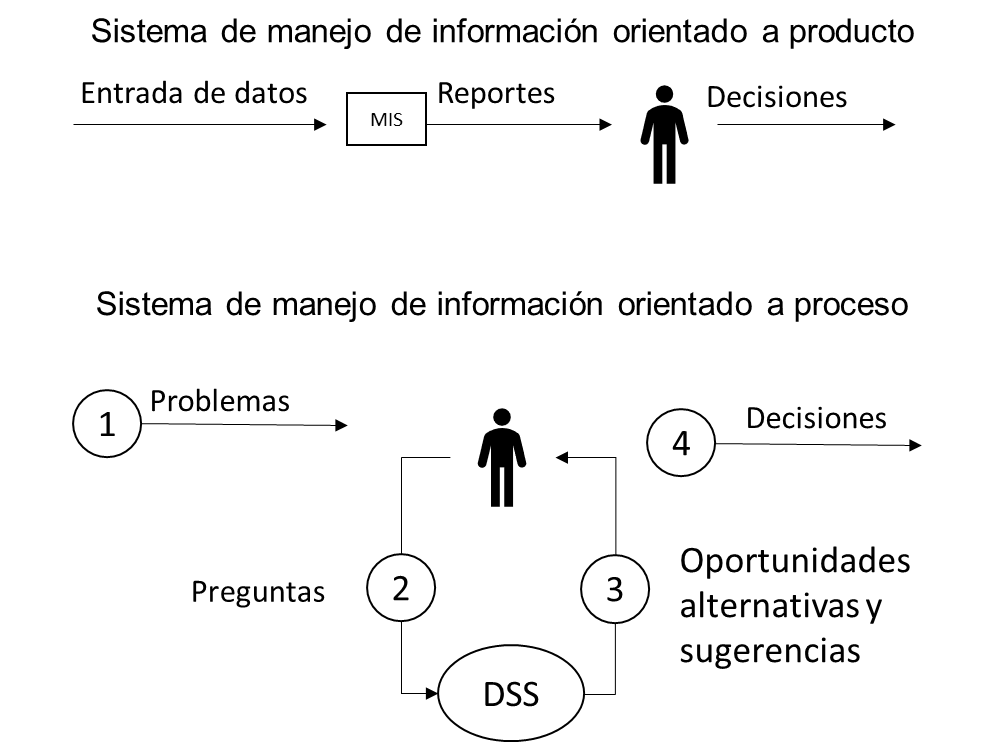 Sistema de manejo de información orientado a producto
Entrada de datos
MIS
Reportes
Decisiones
Sistema de manejo de información orientado a proceso
1
Problemas
4
Decisiones
Preguntas
2
3
Oportunidades
alternativas y
sugerencias
DSS